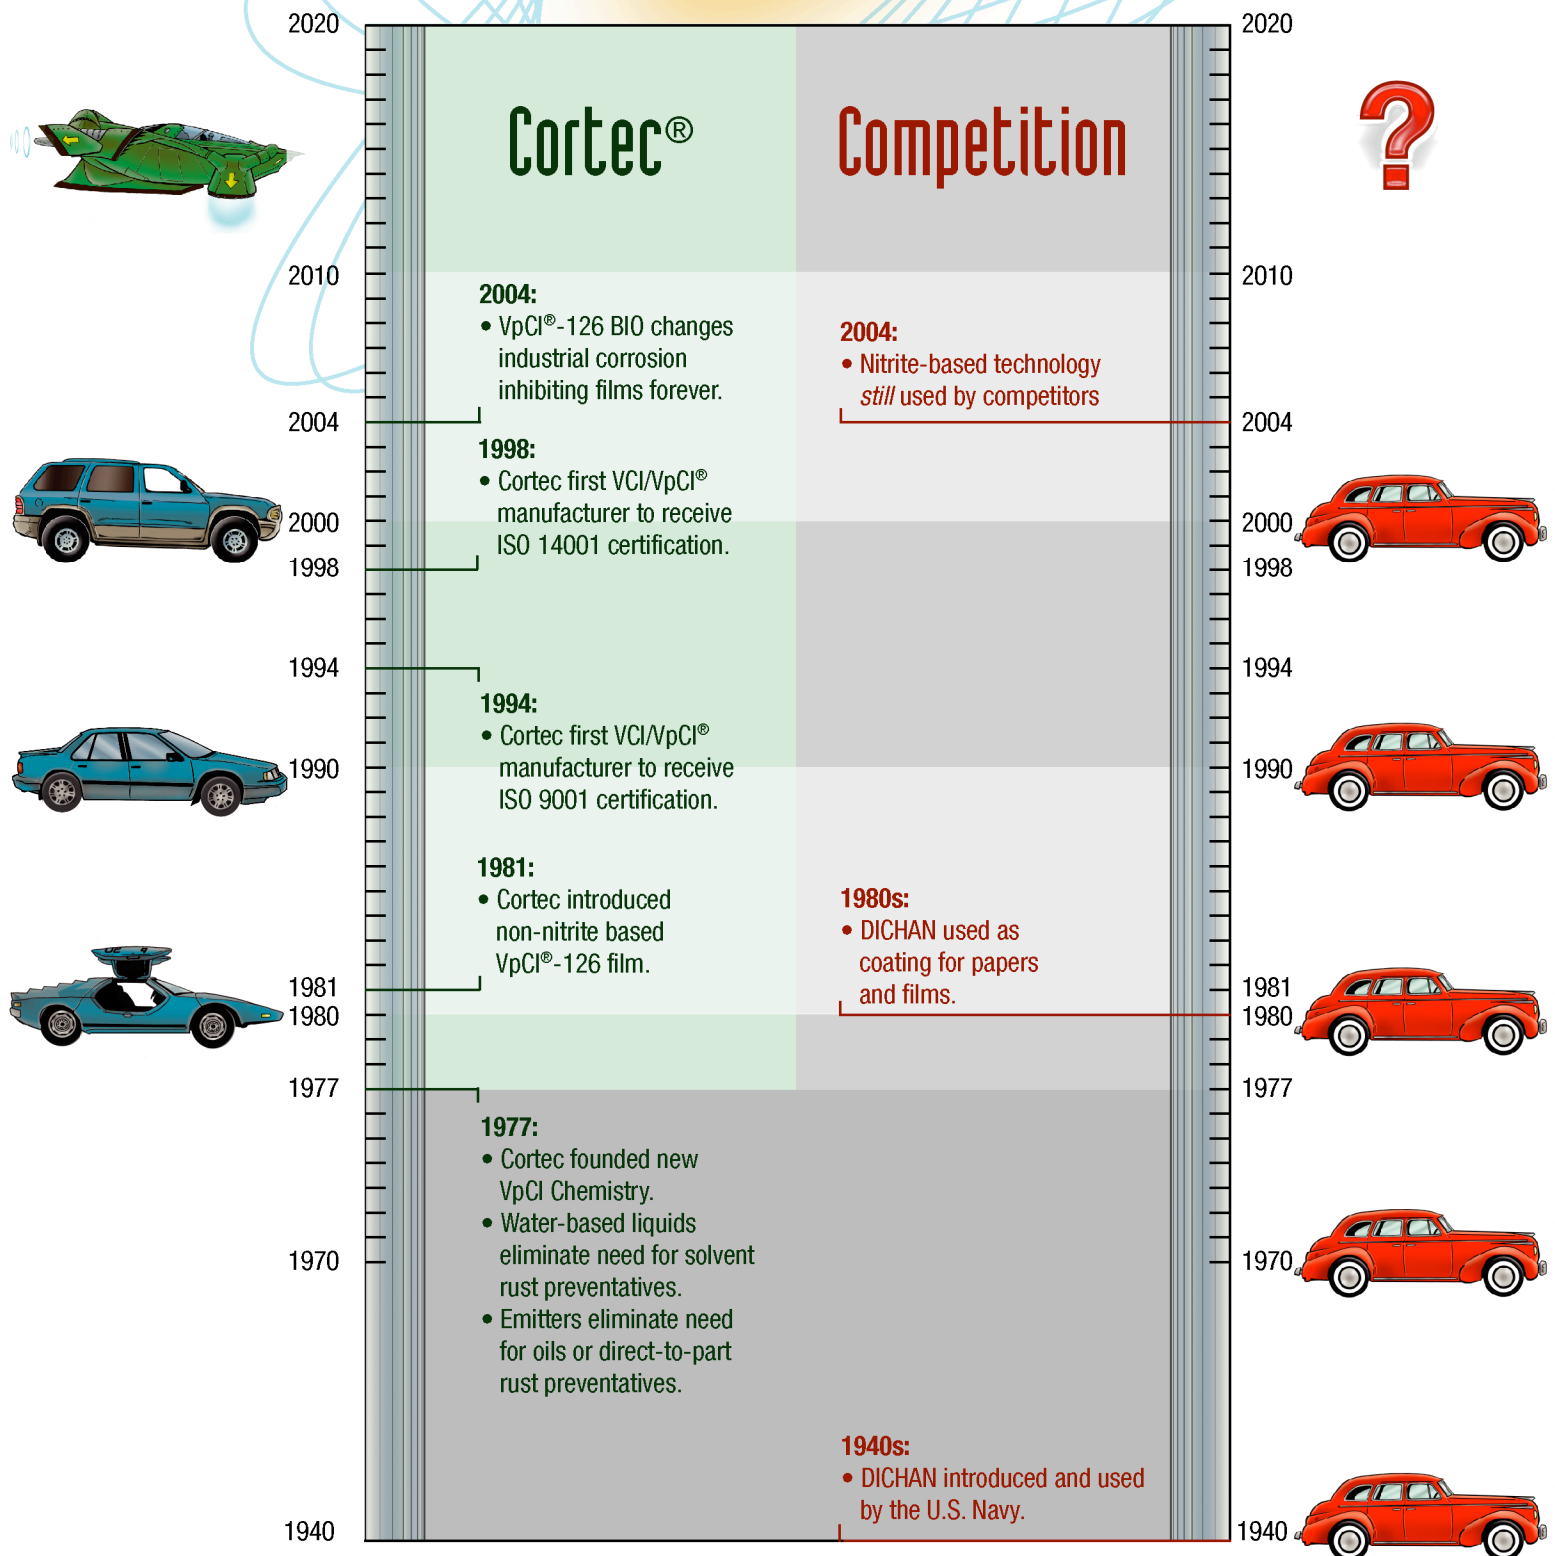 2020
2020
Cortec®
Competition
?
2010
2010
2004:
• VpCI®-126 BIO changes
industrial corrosion
inhibiting films forever.
2004:
• Nitrite-based technology
still used by competitors
2004
2004
1998:
• Cortec first VCI/VpCI®
manufacturer to receive
ISO 14001 certification.
2000
2000
1998
1998
1994
1994
1994:
• Cortec first VCI/VpCI®
manufacturer to receive
ISO 9001 certification.
1990
1990
1981:
• Cortec introduced
non-nitrite based
VpCI®-126 film.
1980s:
• DICHAN used as
coating for papers
and films.
1981
1981
1980
1980
1977
1977
1977:
• Cortec founded new
VpCI Chemistry.
• Water-based liquids
eliminate need for solvent
rust preventatives.
• Emitters eliminate need
for oils or direct-to-part
rust preventatives.
1970
1970
1940s:
• DICHAN introduced and used
by the U.S. Navy.
1940
1940